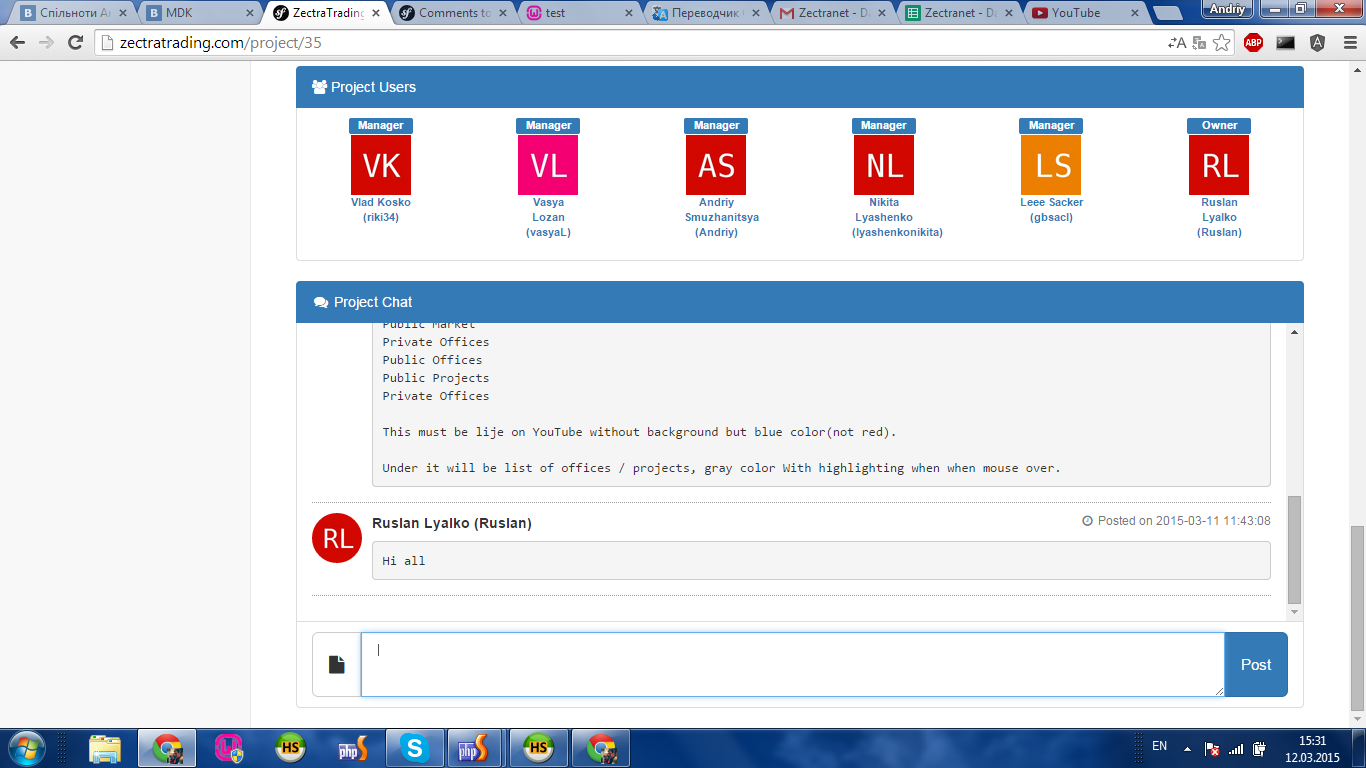 Спільноти Ан
MDK
ZectraTrading
Comments to
test
Переводчик
Zectranet - Da
Zectranet - Da
YouTube
Andriy
zectratrading.com/project/35
ABP
Project Users
Manager
Manager
Manager
Manager
Manager
Owner
VK
VL
AS
NL
LS
RL
Vlad Kosko
(riki34)
Vasya
Lozan
(vasyaL)
Andriy
Smuzhanitsya
(Andriy)
Nikita
Lyashenko
(lyashenkonikita)
Leee Sacker
(gbsacl)
Ruslan
Lyalko
(Ruslan)
Project Chat
Public Market
Private Offices
Public Offices
Public Projects
Private Offices
This must be lije on YouTube without background but blue color(not red).
Under it will be list of offices / projects, gray color With highlighting when when mouse over.
RL
Ruslan Lyalko (Ruslan)
Posted on 2015-03-11 11:43:08
Hi all
Post
HS
php
S
php
HS
EN
15:31
12.03.2015